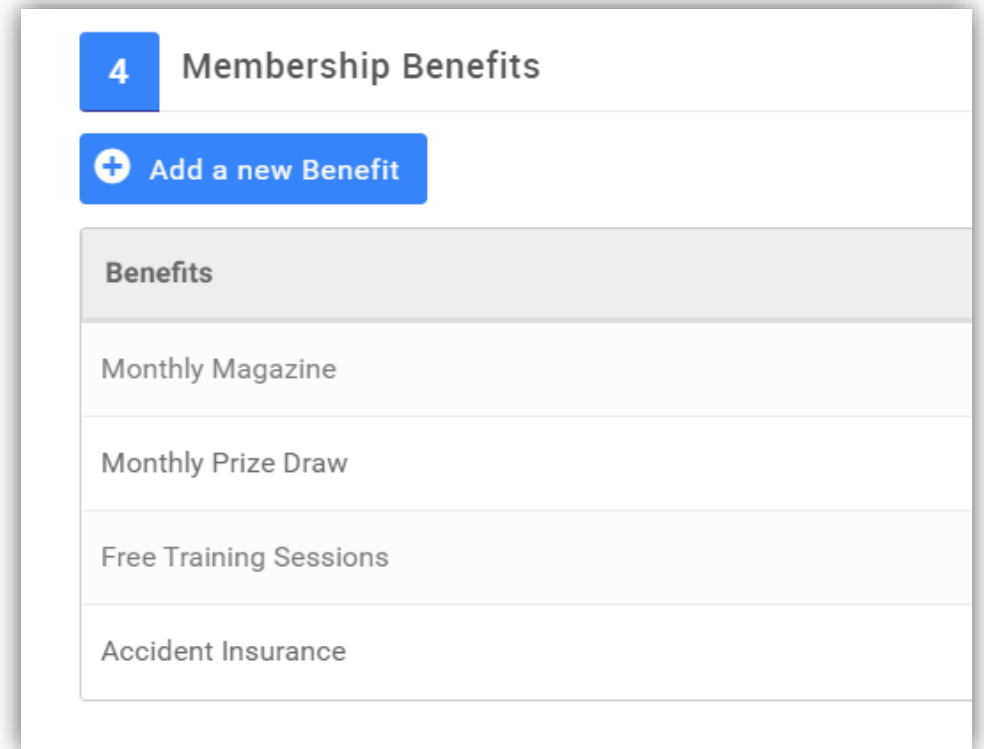 4 Membership Benefits
Add a new Benefit
Benefits
Monthly Magazine
Monthly Prize Draw
Free Training Sessions
Accident Insurance